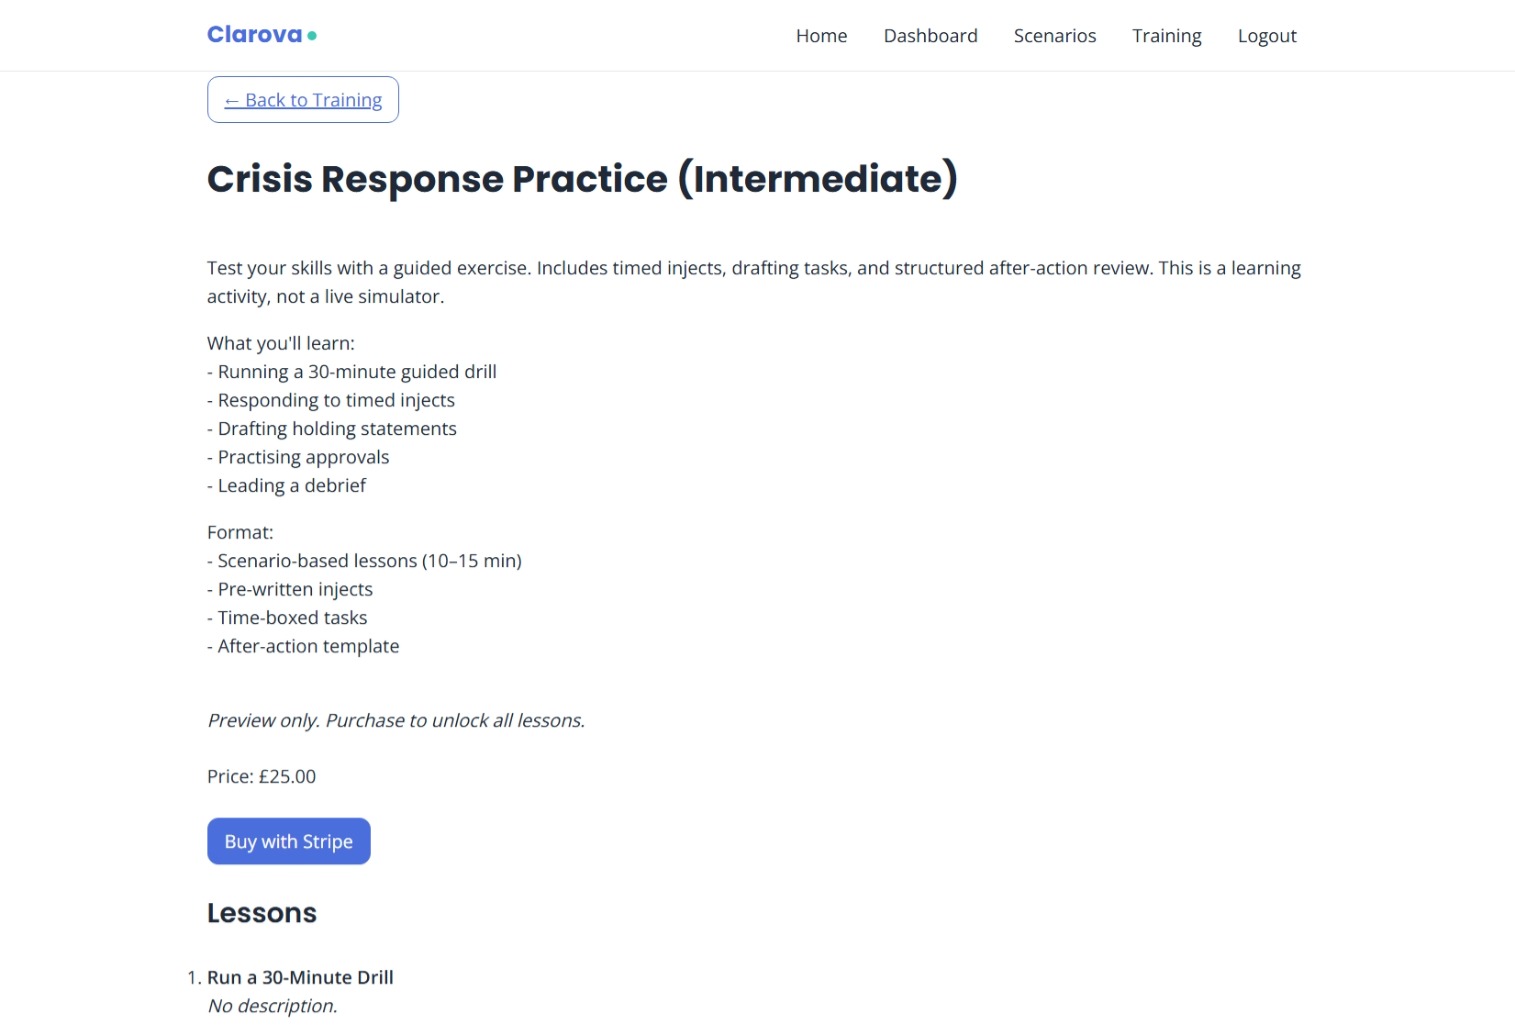 Clarova
Home Dashboard Scenarios Training Logout
← Back to Training
Crisis Response Practice (Intermediate)
Test your skills with a guided exercise. Includes timed injects, drafting tasks, and structured after-action review. This is a learning
activity, not a live simulator.
What you'll learn:
- Running a 30-minute guided drill
- Responding to timed injects
- Drafting holding statements
- Practising approvals
- Leading a debrief
Format:
- Scenario-based lessons (10–15 min)
- Pre-written injects
- Time-boxed tasks
- After-action template
Preview only. Purchase to unlock all lessons.
Price: £25.00
Buy with Stripe
Lessons
1. Run a 30-Minute Drill
No description.